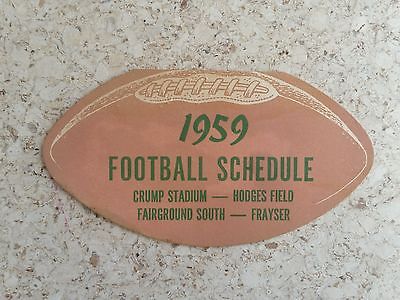 1959
FOOTBALL SCHEDULE
CRUMP STADIUM — HODGES FIELD
FAIRGROUND SOUTH — FRAYSER